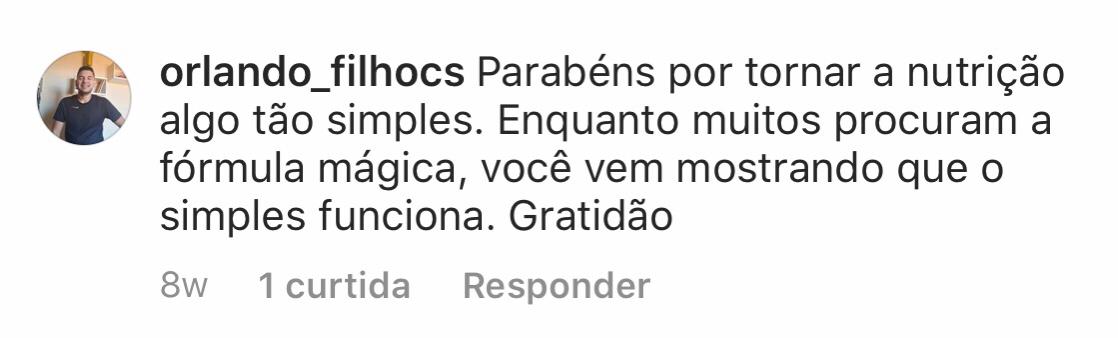 orlando_filhocs Parabéns por tornar a nutrição
algo tão simples. Enquanto muitos procuram a
fórmula mágica, você vem mostrando que o
simples funciona. Gratidão
8w 1 curtida Responder